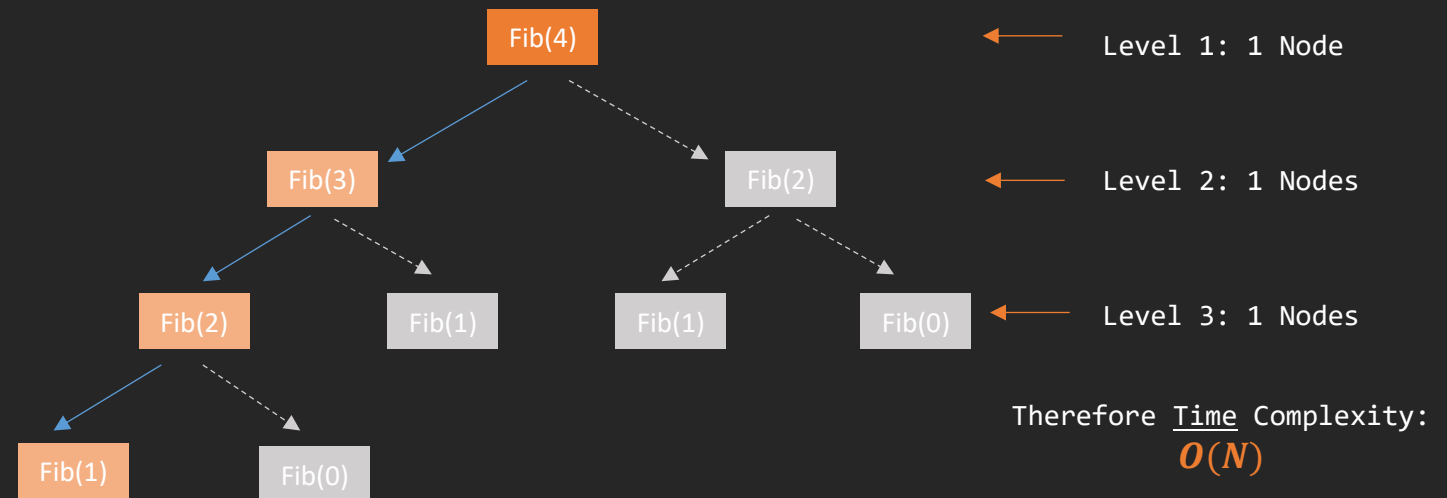 Fib(4)
Level 1: 1 Node
Fib(3)
Fib(2)
Level 2: 1 Nodes
Fib(2)
Fib(1)
Fib(1)
Fib(0)
Level 3: 1 Nodes
Therefore Time Complexity:
O(N)
Fib(1)
Fib(0)